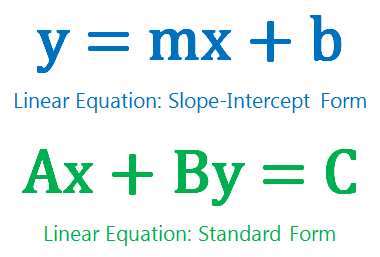 y = mx + b
Linear Equation: Slope-Intercept Form
Ax + By = C
Linear Equation: Standard Form